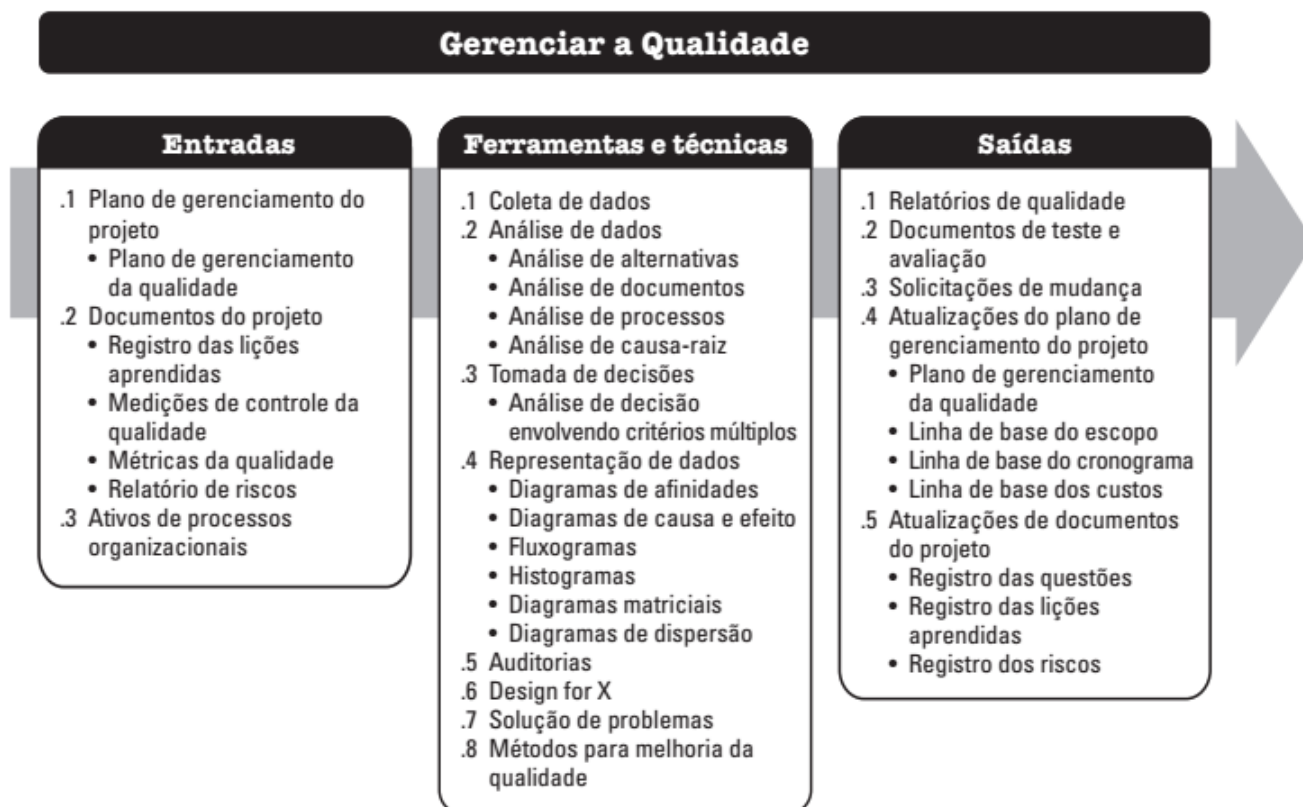 Gerenciar a Qualidade
Entradas
.1 Plano de gerenciamento do
projeto
• Plano de gerenciamento
da qualidade
.2 Documentos do projeto
• Registro das lições
aprendidas
• Medições de controle da
qualidade
• Métricas da qualidade
• Relatório de riscos
.3 Ativos de processos
organizacionais
Ferramentas e técnicas
.1 Coleta de dados
.2 Análise de dados
• Análise de alternativas
• Análise de documentos
• Análise de processos
• Análise de causa-raiz
.3 Tomada de decisões
• Análise de decisão
envolvendo critérios múltiplos
.4 Representação de dados
• Diagramas de afinidades
• Diagramas de causa e efeito
• Fluxogramas
• Histogramas
• Diagramas matriciais
• Diagramas de dispersão
.5 Auditorias
.6 Design for X
.7 Solução de problemas
.8 Métodos para melhoria da
qualidade
Saídas
.1 Relatórios de qualidade
.2 Documentos de teste e
avaliação
.3 Solicitações de mudança
.4 Atualizações do plano de
gerenciamento do projeto
• Plano de gerenciamento
da qualidade
• Linha de base do escopo
• Linha de base do cronograma
• Linha de base dos custos
.5 Atualizações de documentos
do projeto
• Registro das questões
• Registro das lições
aprendidas
• Registro dos riscos